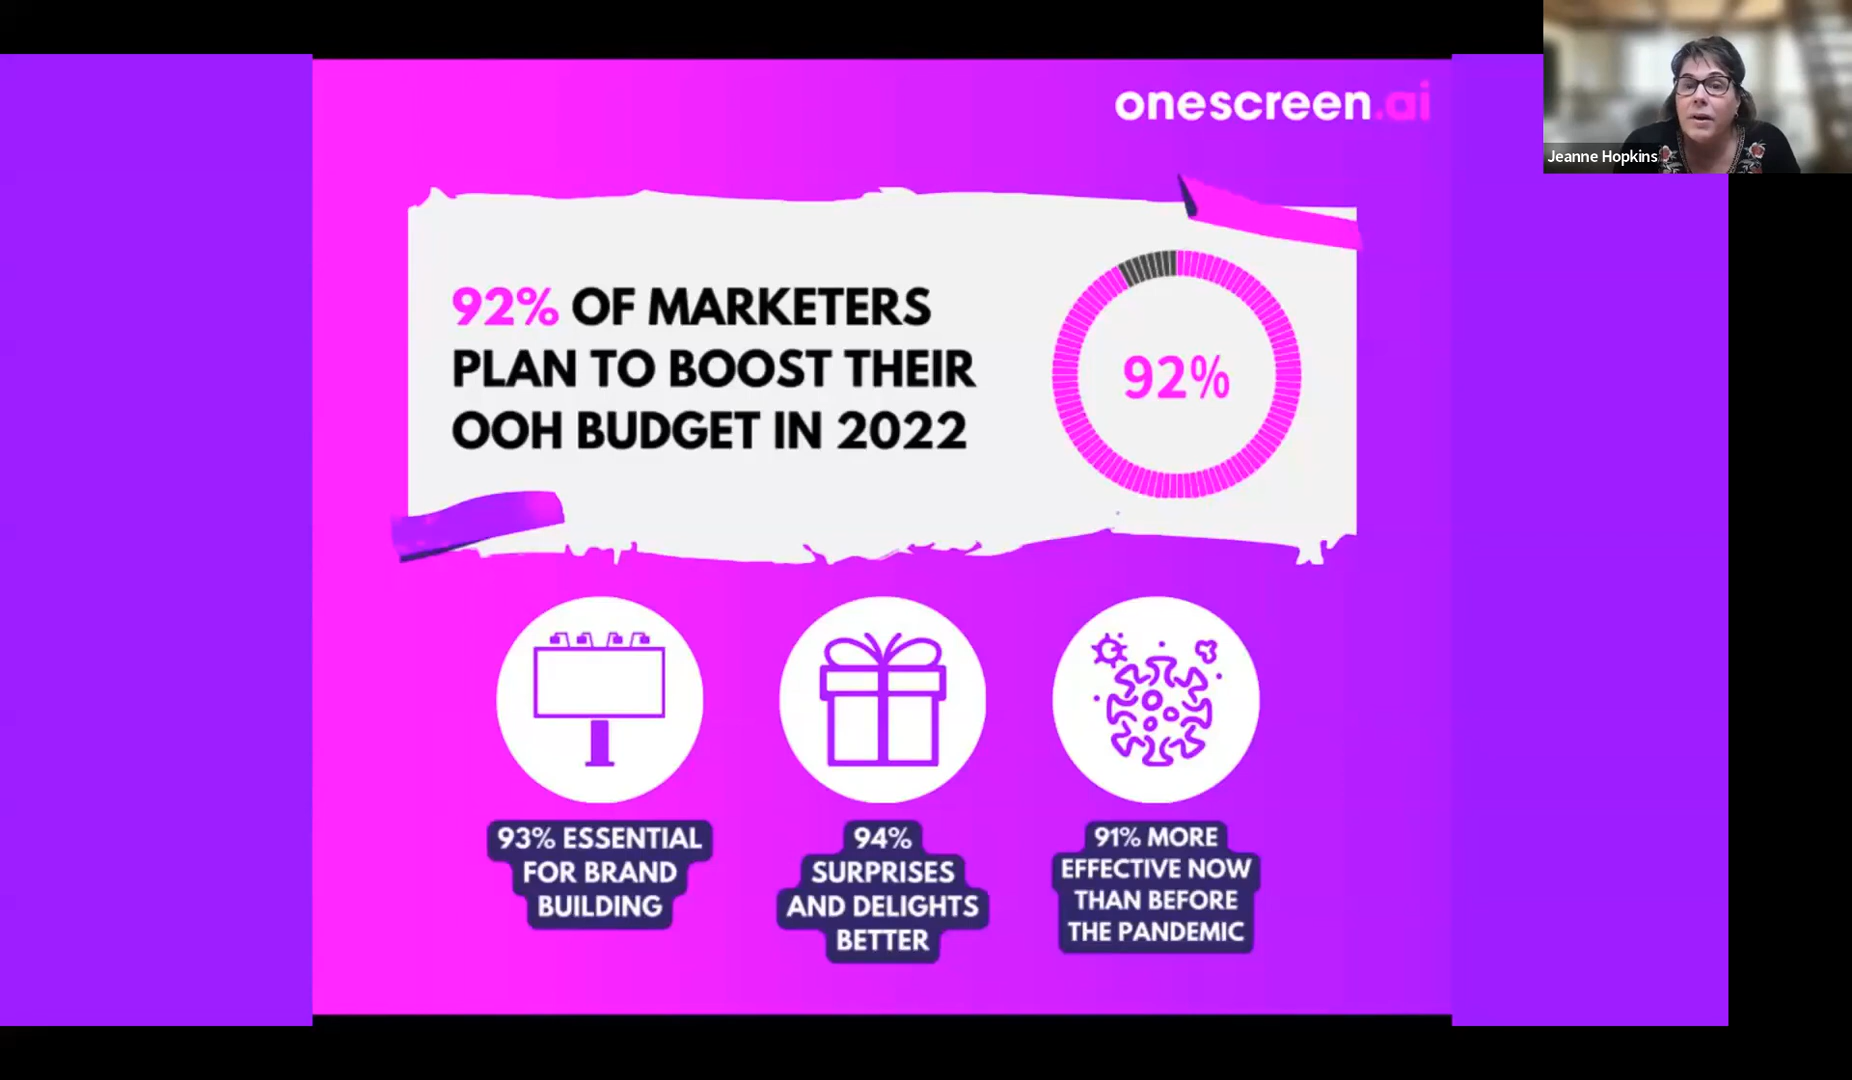 onescreen.ai
Jeanne Hopkins
92% OF MARKETERS
PLAN TO BOOST THEIR
OOH BUDGET IN 2022
92%
93% ESSENTIAL
FOR BRAND
BUILDING
94%
SURPRISES
AND DELIGHTS
BETTER
91% MORE
EFFECTIVE NOW
THAN BEFORE
THE PANDEMIC